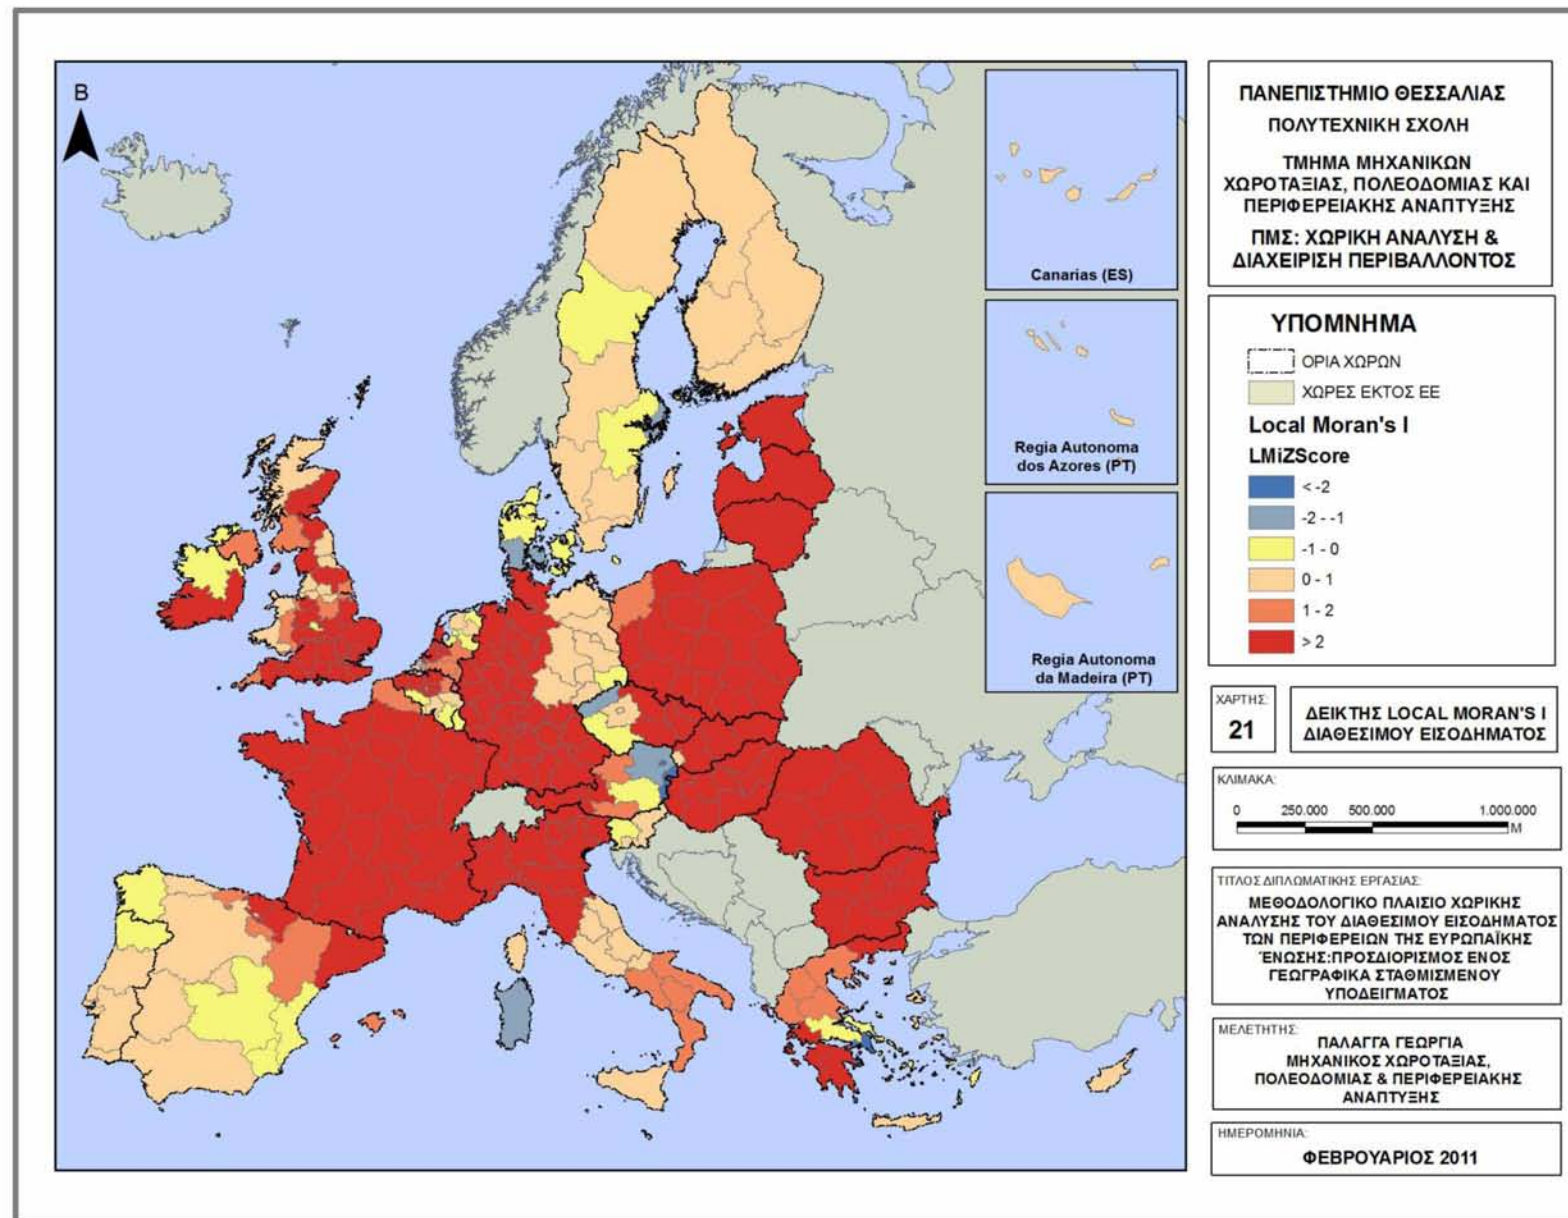 B
Canarias (ES)
Regia Autonoma
dos Azores (PT)
Regia Autonoma
da Madeira (PT)
ΠΑΝΕΠΙΣΤΗΜΙΟ ΘΕΣΣΑΛΙΑΣ
ΠΟΛΥΤΕΧΝΙΚΗ ΣΧΟΛΗ
ΤΜΗΜΑ ΜΗΧΑΝΙΚΩΝ
ΧΩΡΟΤΑΞΙΑΣ, ΠΟΛΕΟΔΟΜΙΑΣ ΚΑΙ
ΠΕΡΙΦΕΡΕΙΑΚΗΣ ΑΝΑΠΤΥΞΗΣ
ΠΜΣ: ΧΩΡΙΚΗ ΑΝΑΛΥΣΗ &
ΔΙΑΧΕΙΡΙΣΗ ΠΕΡΙΒΑΛΛΟΝΤΟΣ
ΥΠΟΜΝΗΜΑ
ΟΡΙΑ ΧΩΡΩΝ
ΧΩΡΕΣ ΕΚΤΟΣ ΕΕ
Local Moran's I
LMiZScore
< -2
-2 - -1
-1 - 0
0 - 1
1 - 2
> 2
ΧΑΡΤΗΣ:
21
ΔΕΙΚΤΗΣ LOCAL MORAN'S I
ΔΙΑΘΕΣΙΜΟΥ ΕΙΣΟΔΗΜΑΤΟΣ
ΚΛΙΜΑΚΑ:
0 250.000 500.000 1.000.000
M
ΤΙΤΛΟΣ ΔΙΠΛΩΜΑΤΙΚΗΣ ΕΡΓΑΣΙΑΣ:
ΜΕΘΟΔΟΛΟΓΙΚΟ ΠΛΑΙΣΙΟ ΧΩΡΙΚΗΣ
ΑΝΑΛΥΣΗΣ ΤΟΥ ΔΙΑΘΕΣΙΜΟΥ ΕΙΣΟΔΗΜΑΤΟΣ
ΤΩΝ ΠΕΡΙΦΕΡΕΙΩΝ ΤΗΣ ΕΥΡΩΠΑΪΚΗΣ
ΈΝΩΣΗΣ:ΠΡΟΣΔΙΟΡΙΣΜΟΣ ΕΝΟΣ
ΓΕΩΓΡΑΦΙΚΑ ΣΤΑΘΜΙΣΜΕΝΟΥ
ΥΠΟΔΕΙΓΜΑΤΟΣ
ΜΕΛΕΤΗΤΗΣ:
ΠΑΛΑΓΓΑ ΓΕΩΡΓΙΑ
ΜΗΧΑΝΙΚΟΣ ΧΩΡΟΤΑΞΙΑΣ,
ΠΟΛΕΟΔΟΜΙΑΣ & ΠΕΡΙΦΕΡΕΙΑΚΗΣ
ΑΝΑΠΤΥΞΗΣ
ΗΜΕΡΟΜΗΝΙΑ:
ΦΕΒΡΟΥΑΡΙΟΣ 2011